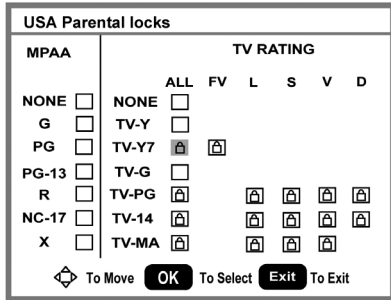 USA Parental locks
MPAA
TV RATING
ALL FV L S V D
NONE NONE
G TV-Y
PG TV-Y7
PG-13 TV-G
R TV-PG
NC-17 TV-14
X TV-MA
To Move OK To Select Exit To Exit